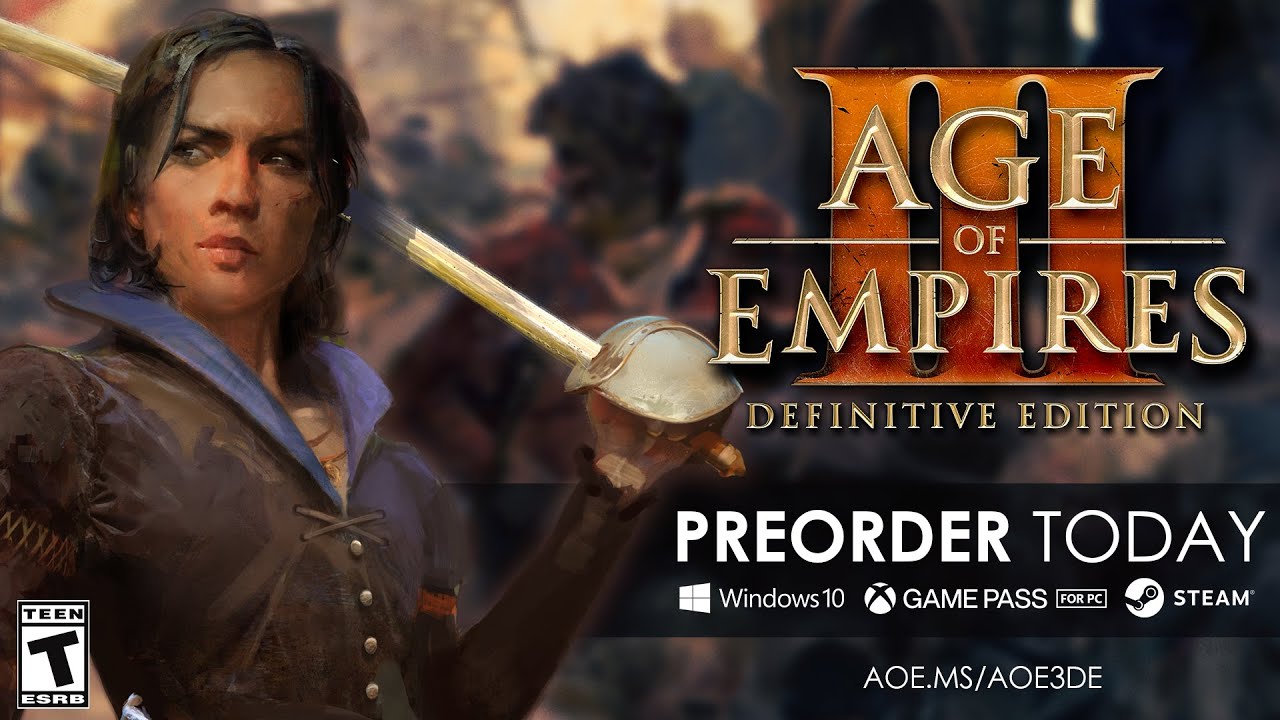 AGE
OF
EMPIRES
III
DEFINITIVE EDITION
PREORDER TODAY
Windows 10 XBOX GAME PASS FOR PC STEAM
AOE.MS/AOE3DE
TEEN
T
ESRB